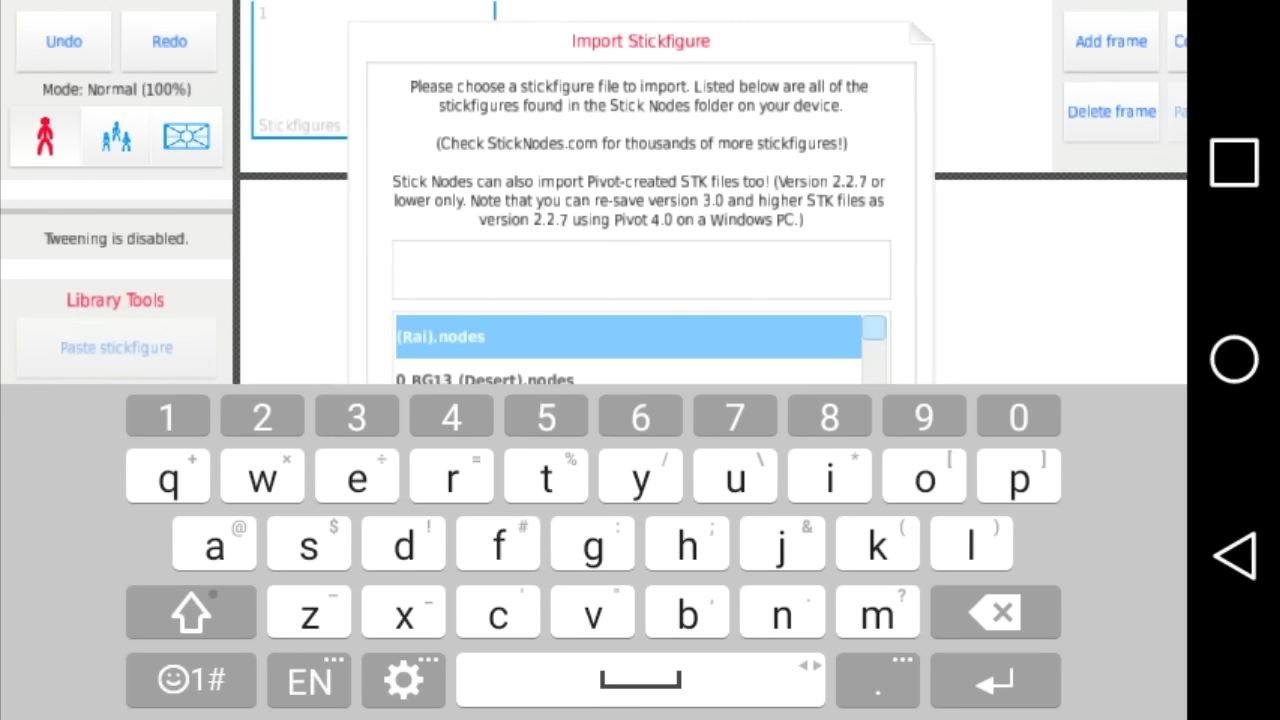 Undo
Redo
Mode: Normal (100%)
Tweening is disabled.
Library Tools
Paste stickfigure
1
Stickfigures
Import Stickfigure
Please choose a stickfigure file to import. Listed below are all of the
stickfigures found in the Stick Nodes folder on your device.
(Check StickNodes.com for thousands of more stickfigures!)
Stick Nodes can also import Pivot-created STK files too! (Version 2.2.7 or
lower only. Note that you can re-save version 3.0 and higher STK files as
version 2.2.7 using Pivot 4.0 on a Windows PC.)
(Rai).nodes
0 BG13 (Desert).nodes
Add frame
Delete frame
1 2 3 4 5 6 7 8 9 0
q + w × e ÷ r = t % y / u \ i * o [ p ]
a @ s $ d ! f # g : h ; j & k ( l )
z - x _ c ' v " b , n . m ?
1# EN ... ... . ...